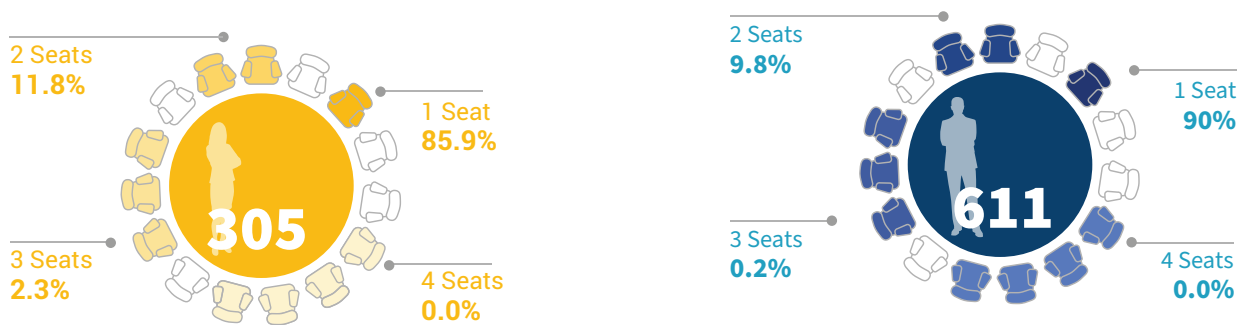 2 Seats
11.8%
1 Seat
85.9%
305
3 Seats
2.3%
4 Seats
0.0%
2 Seats
9.8%
1 Seat
90%
611
3 Seats
0.2%
4 Seats
0.0%